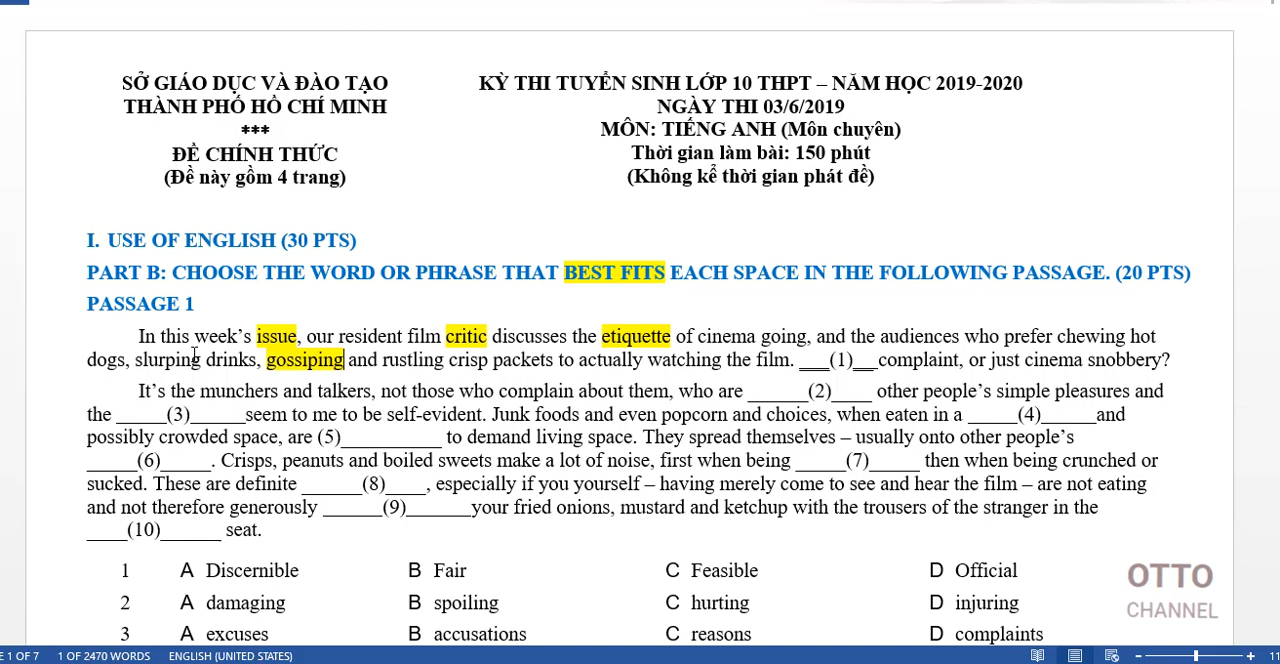 SỞ GIÁO DỤC VÀ ĐÀO TẠO
THÀNH PHỐ HỒ CHÍ MINH
***
ĐỀ CHÍNH THỨC
(Đề này gồm 4 trang)
KỲ THI TUYỂN SINH LỚP 10 THPT – NĂM HỌC 2019-2020
NGÀY THI 03/6/2019
MÔN: TIẾNG ANH (Môn chuyên)
Thời gian làm bài: 150 phút
(Không kể thời gian phát đề)
I. USE OF ENGLISH (30 PTS)
PART B: CHOOSE THE WORD OR PHRASE THAT BEST FITS EACH SPACE IN THE FOLLOWING PASSAGE. (20 PTS)
PASSAGE 1
In this week's issue, our resident film critic discusses the etiquette of cinema going, and the audiences who prefer chewing hot
dogs, slurping drinks, gossiping and rustling crisp packets to actually watching the film. ___(1)__complaint, or just cinema snobbery?
It's the munchers and talkers, not those who complain about them, who are ______(2)____ other people's simple pleasures and
the _____(3)______seem to me to be self-evident. Junk foods and even popcorn and choices, when eaten in a _____(4)_____and
possibly crowded space, are (5)__________ to demand living space. They spread themselves – usually onto other people's
_____(6)_____. Crisps, peanuts and boiled sweets make a lot of noise, first when being _____(7)_____ then when being crunched or
sucked. These are definite ______(8)____, especially if you yourself – having merely come to see and hear the film – are not eating
and not therefore generously ______(9)_______your fried onions, mustard and ketchup with the trousers of the stranger in the
____(10)______ seat.
1 A Discernible B Fair C Feasible D Official
2 A damaging B spoiling C hurting D injuring
3 A excuses B accusations C reasons D complaints
OTTO
CHANNEL
1 OF 7 1 OF 2470 WORDS ENGLISH (UNITED STATES)